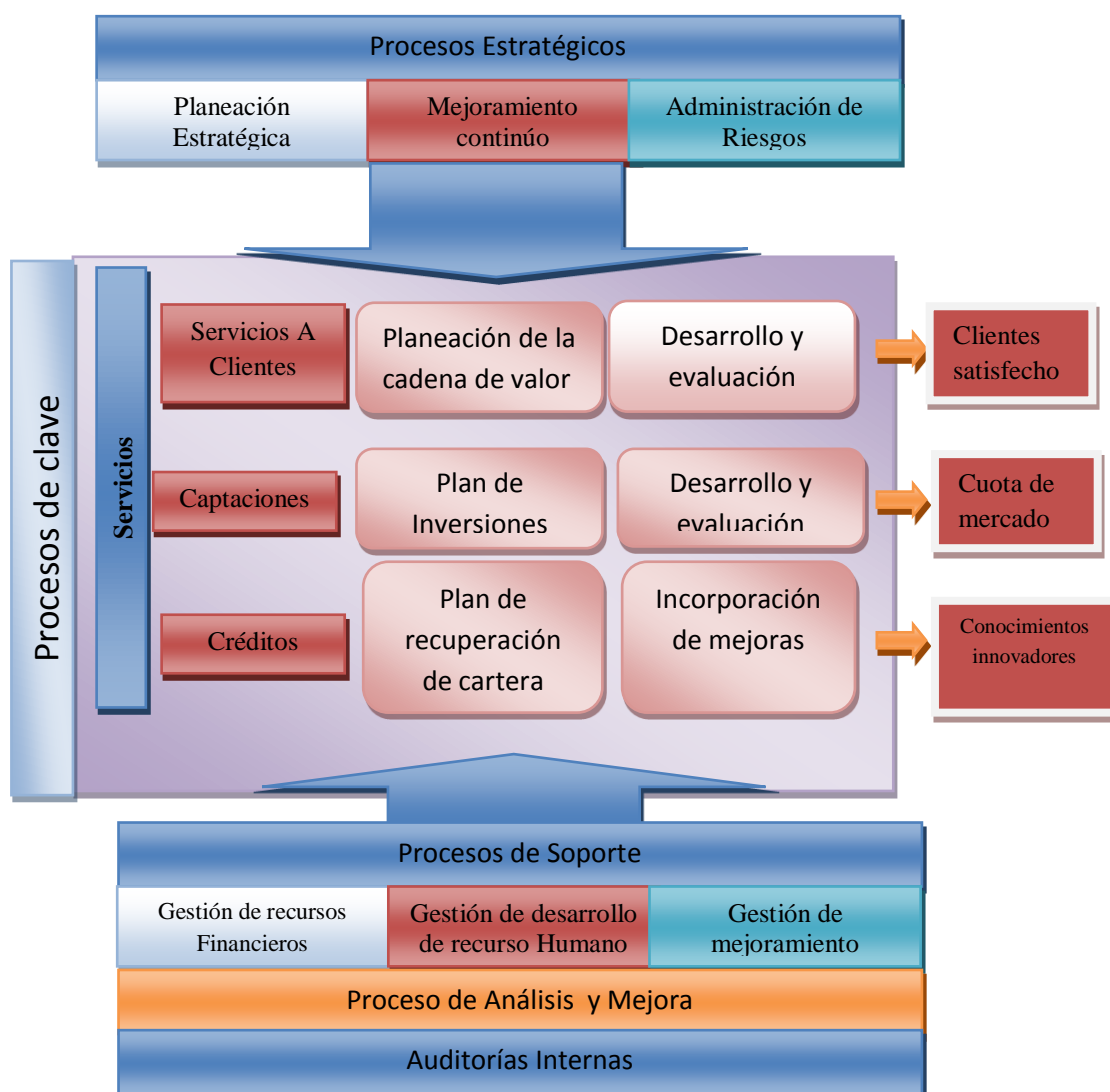 Procesos Estratégicos
Planeación
Estratégica
Mejoramiento
continúo
Administración de
Riesgos
Procesos de clave
Servicios
Servicios A
Clientes
Planeación de la
cadena de valor
Desarrollo y
evaluación
Clientes
satisfecho
Captaciones
Plan de
Inversiones
Desarrollo y
evaluación
Cuota de
mercado
Créditos
Plan de
recuperación
de cartera
Incorporación
de mejoras
Conocimientos
innovadores
Procesos de Soporte
Gestión de recursos
Financieros
Gestión de desarrollo
de recurso Humano
Gestión de
mejoramiento
Proceso de Análisis y Mejora
Auditorías Internas